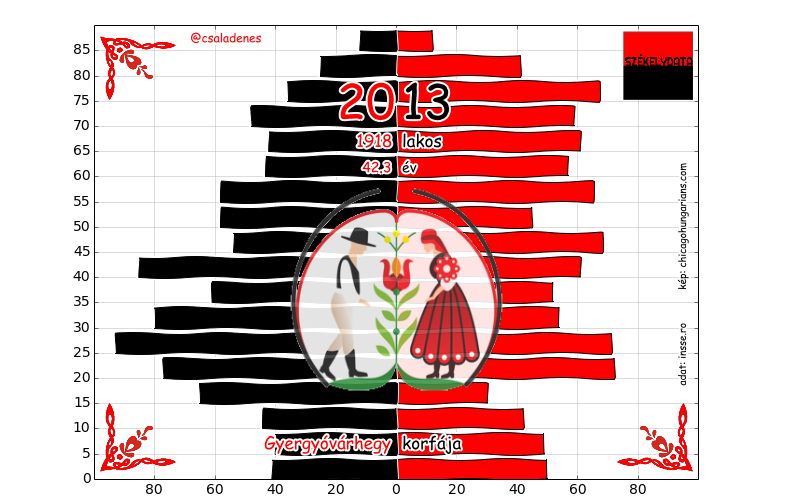 @csaladenes
SZÉKELYDATA
2013
1918 lakos
42.3 év
kép: chicagohungarians.com
adat: insse.ro
Gyergyóvárhegy korfája
85
80
75
70
65
60
55
50
45
40
35
30
25
20
15
10
5
0
80 60 40 20 0 20 40 60 80